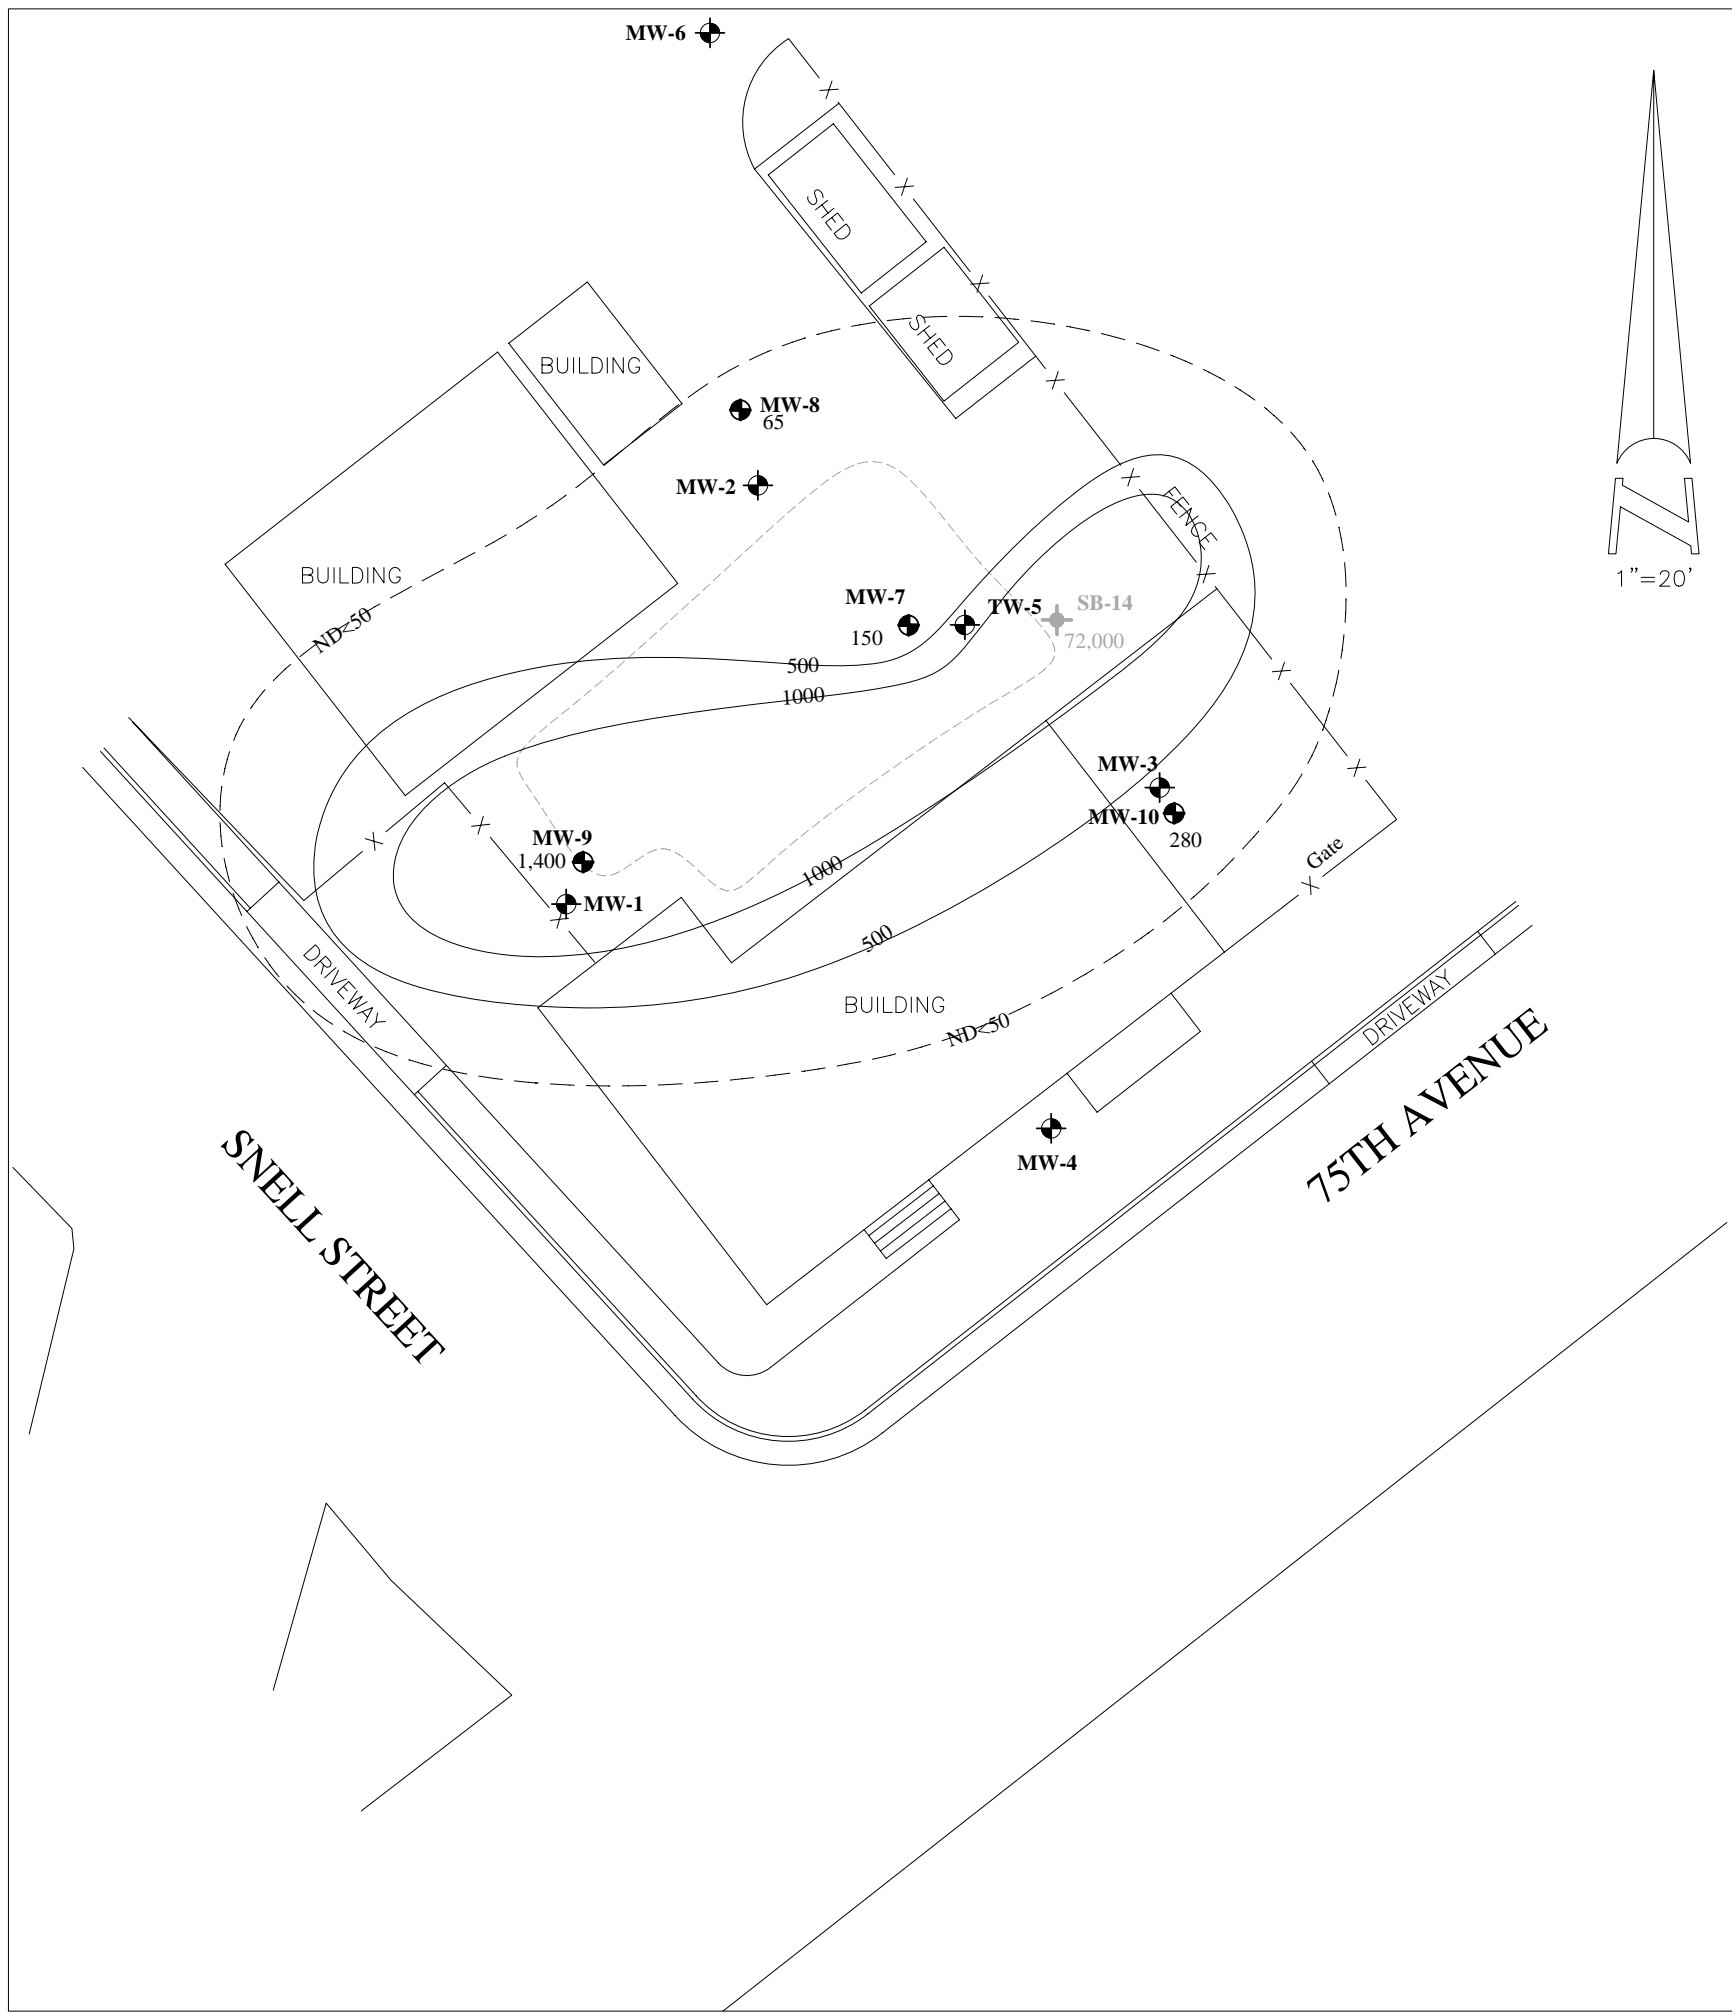 MW-6
SHED
SHED
BUILDING
MW-8
65
MW-2
FENCE
BUILDING
N
1"=20'
MW-7
150
TW-5
SB-14
72,000
ND<50
500
1000
MW-3
MW-10
280
MW-9
1,400
MW-1
1000
Gate
500
DRIVEWAY
BUILDING
ND<50
DRIVEWAY
MW-4
75TH AVENUE
SNELL STREET